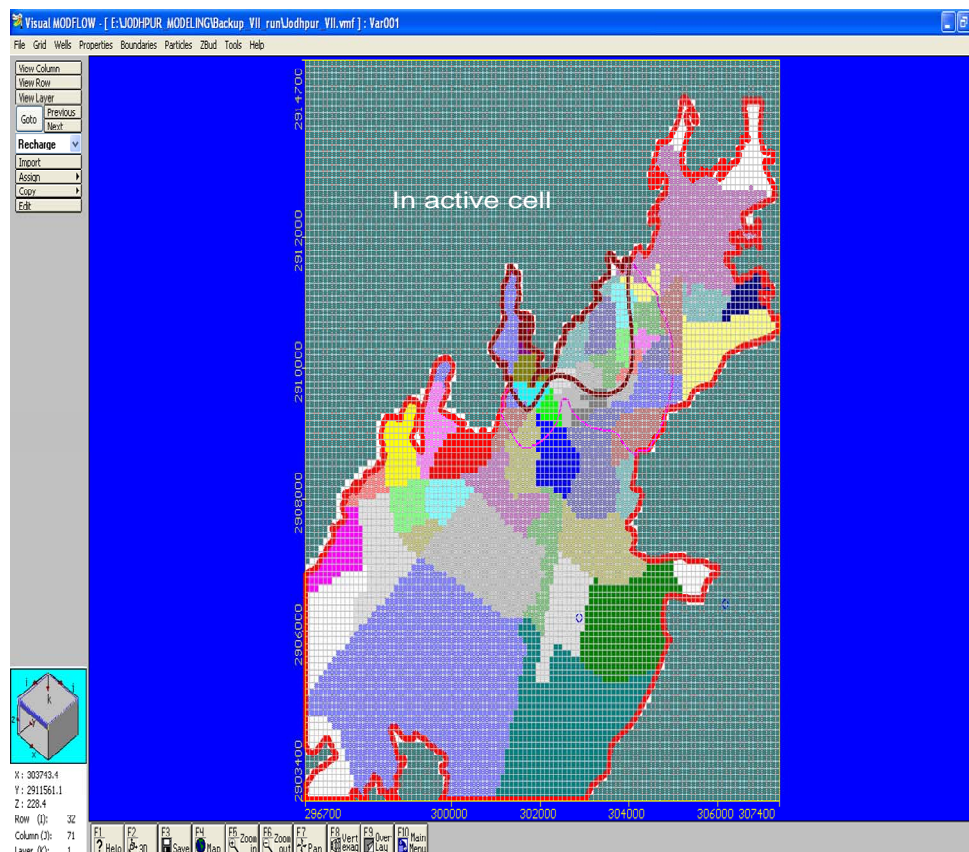 Visual MODFLOW - [ E:\JODHPUR_MODELING\Backup_VII_run\Jodhpur_VII.vmf ] : Var001
File Grid Wells Properties Boundaries Particles ZBud Tools Help
View Column
View Row
View Layer
Goto
Previous
Next
Recharge
Import
Assign
Copy
Edit
In active cell
2914700
2912000
2910000
2908000
2906000
2903400
296700 300000 302000 304000 306000 307400
X : 303743.4
Y : 2911561.1
Z : 228.4
Row (I): 32
Column (J): 71
Layer (K): 1
F1 Help
F2 3D
F3 Save
F4 Map
F5 Zoom in
F6 Zoom out
F7 Pan
F8 Vert exag
F9 Over Lay
F10 Main Menu